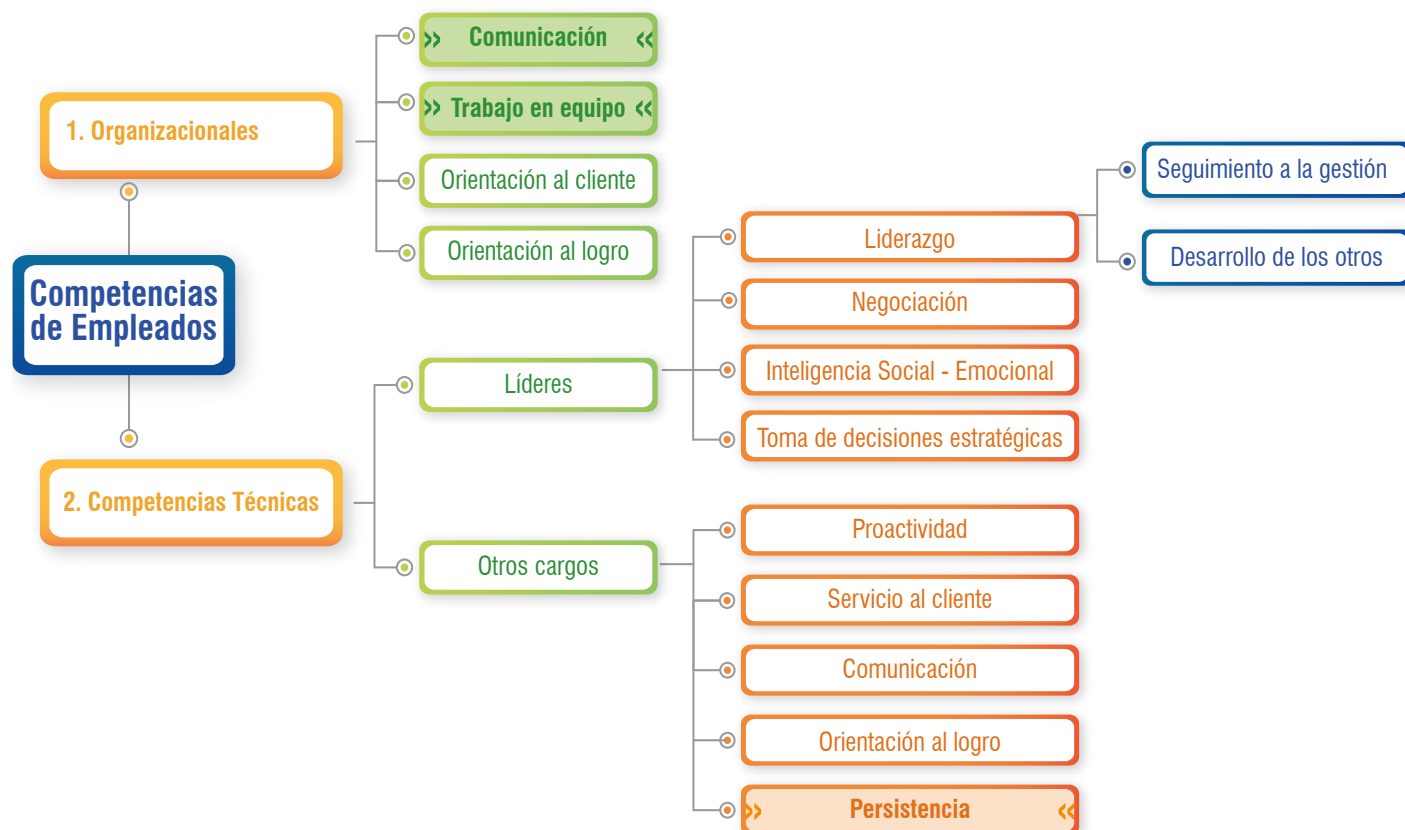 Competencias
de Empleados
1. Organizacionales
›› Comunicación ‹‹
›› Trabajo en equipo ‹‹
Orientación al cliente
Orientación al logro
2. Competencias Técnicas
Líderes
Liderazgo
Seguimiento a la gestión
Desarrollo de los otros
Negociación
Inteligencia Social - Emocional
Toma de decisiones estratégicas
Otros cargos
Proactividad
Servicio al cliente
Comunicación
Orientación al logro
›› Persistencia ‹‹